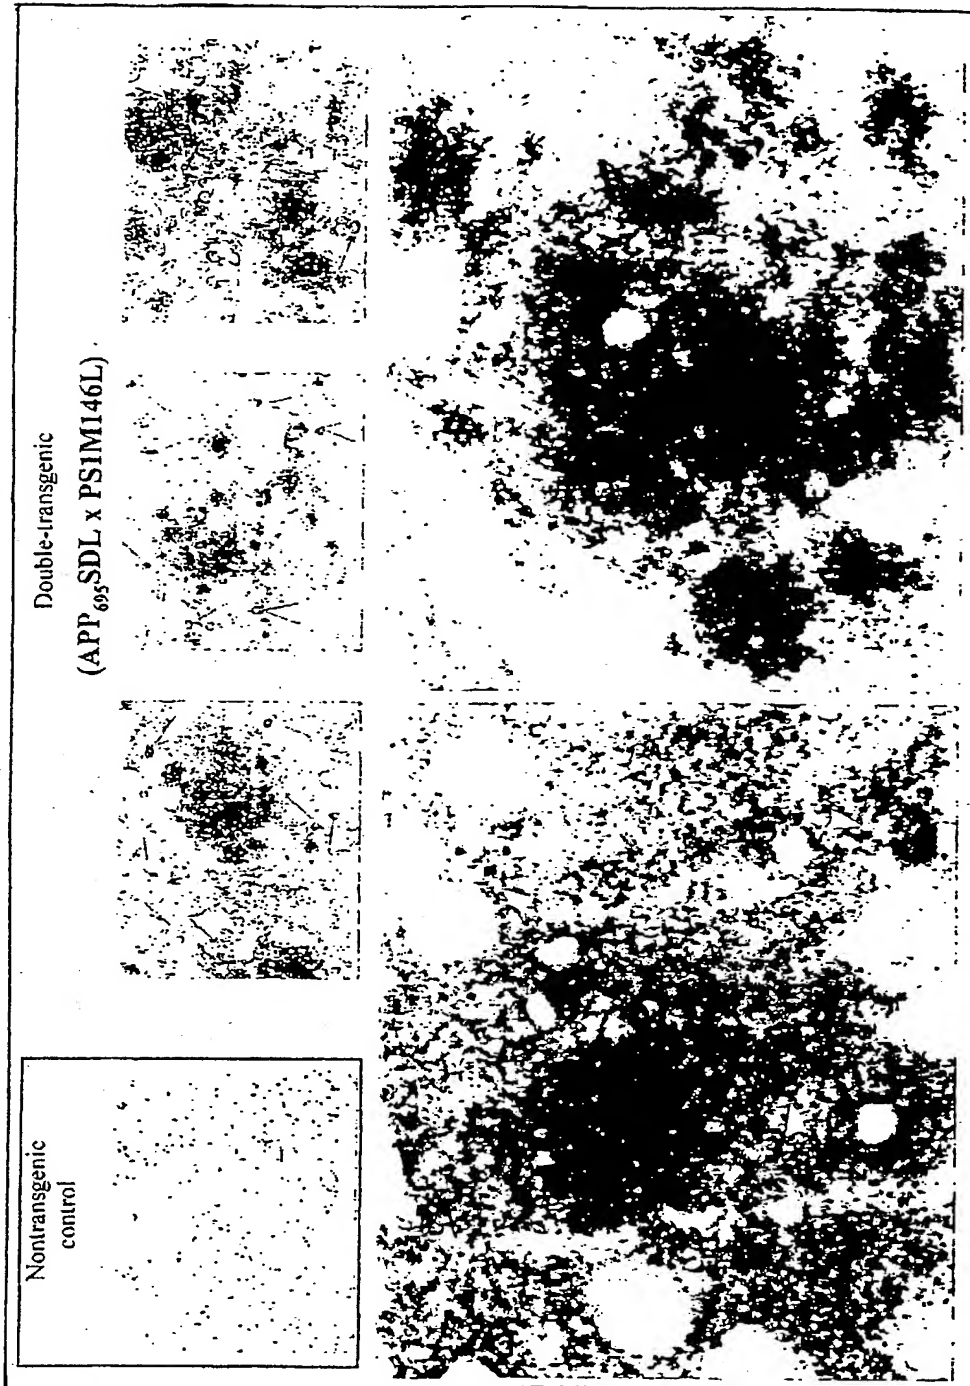 Nontransgenic
control
Double-transgenic
(APP₆₉₅SDL x PS1M146L)